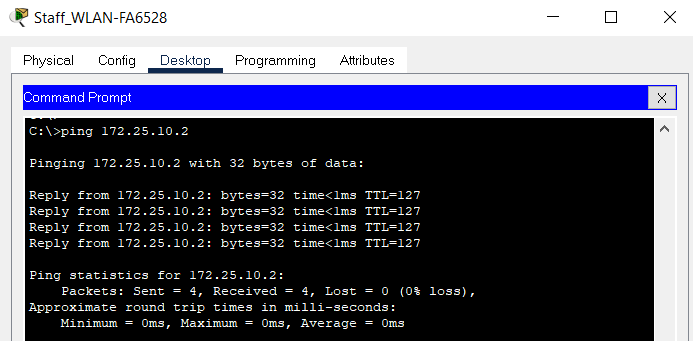 Staff_WLAN-FA6528
Physical Config Desktop Programming Attributes
Command Prompt X
C:\>ping 172.25.10.2
Pinging 172.25.10.2 with 32 bytes of data:
Reply from 172.25.10.2: bytes=32 time<1ms TTL=127
Reply from 172.25.10.2: bytes=32 time<1ms TTL=127
Reply from 172.25.10.2: bytes=32 time<1ms TTL=127
Reply from 172.25.10.2: bytes=32 time<1ms TTL=127
Ping statistics for 172.25.10.2:
Packets: Sent = 4, Received = 4, Lost = 0 (0% loss),
Approximate round trip times in milli-seconds:
Minimum = 0ms, Maximum = 0ms, Average = 0ms